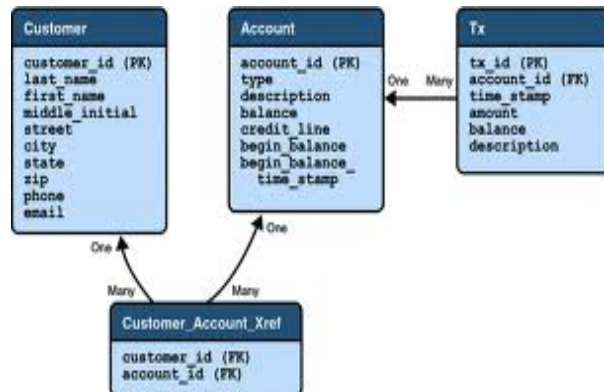 Customer
customer_id (PK)
last_name
first_name
middle_initial
street
city
state
zip
phone
email
Account
account_id (PK)
type
description
balance
credit_line
begin_balance
begin_balance_
time_stamp
Tx
tx_id (PK)
account_id (FK)
time_stamp
amount
balance
description
One
Many
One
One
Many
Many
Customer_Account_Xref
customer_id (FK)
account_id (FK)